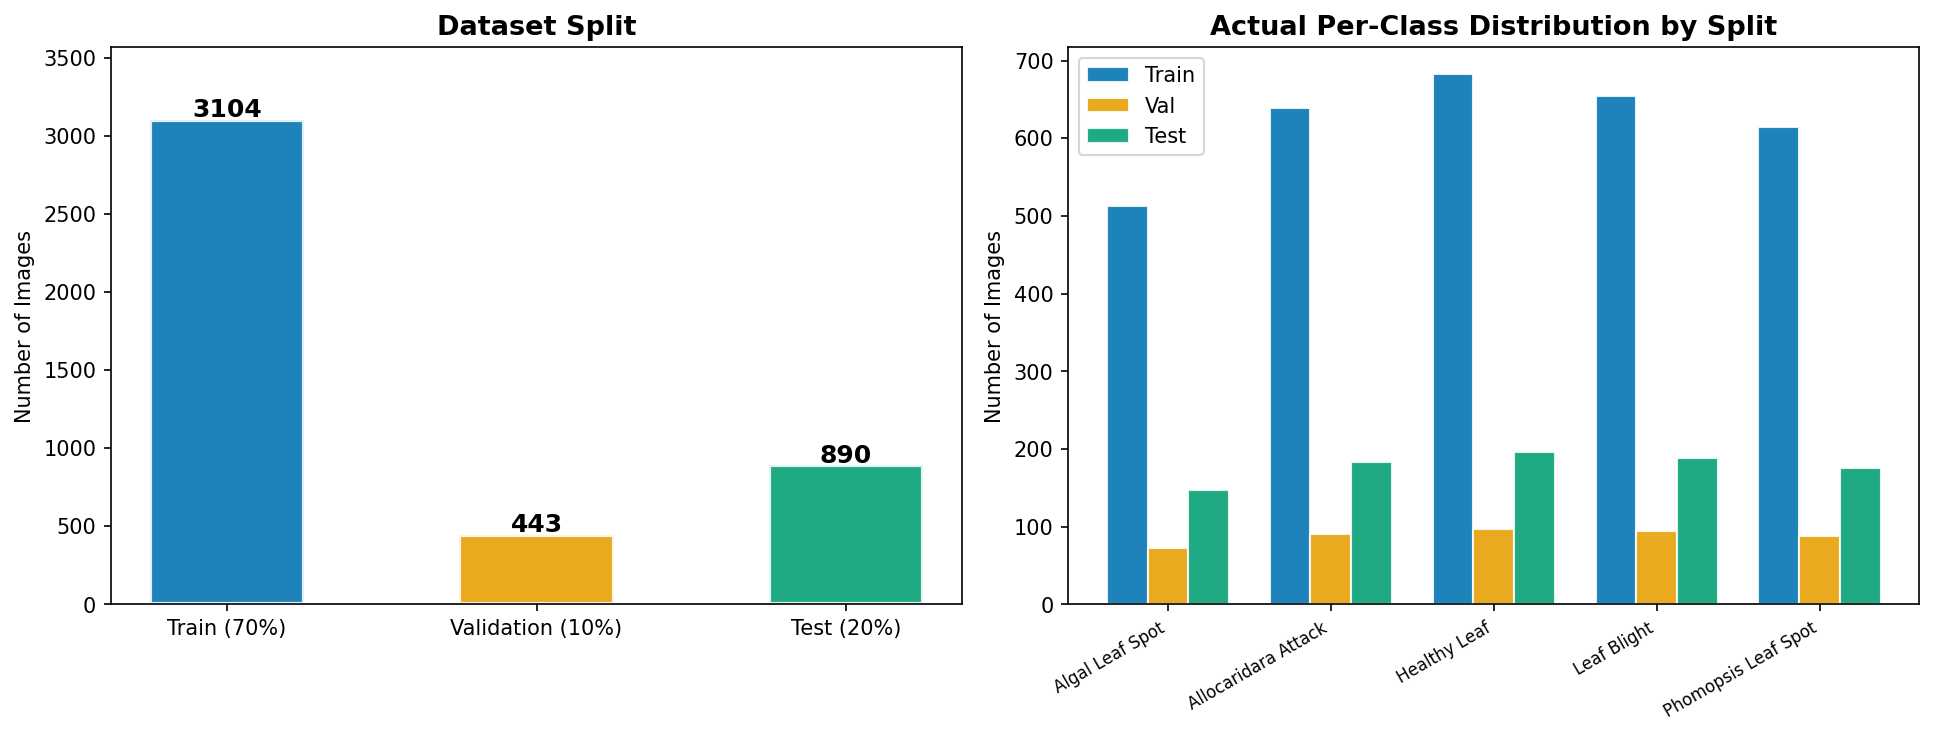 Dataset Split
Number of Images
3500
3000
2500
2000
1500
1000
500
0
3104
443
890
Train (70%)
Validation (10%)
Test (20%)
Actual Per-Class Distribution by Split
Number of Images
700
600
500
400
300
200
100
0
Train
Val
Test
Algal Leaf Spot
Allocaridara Attack
Healthy Leaf
Leaf Blight
Phomopsis Leaf Spot